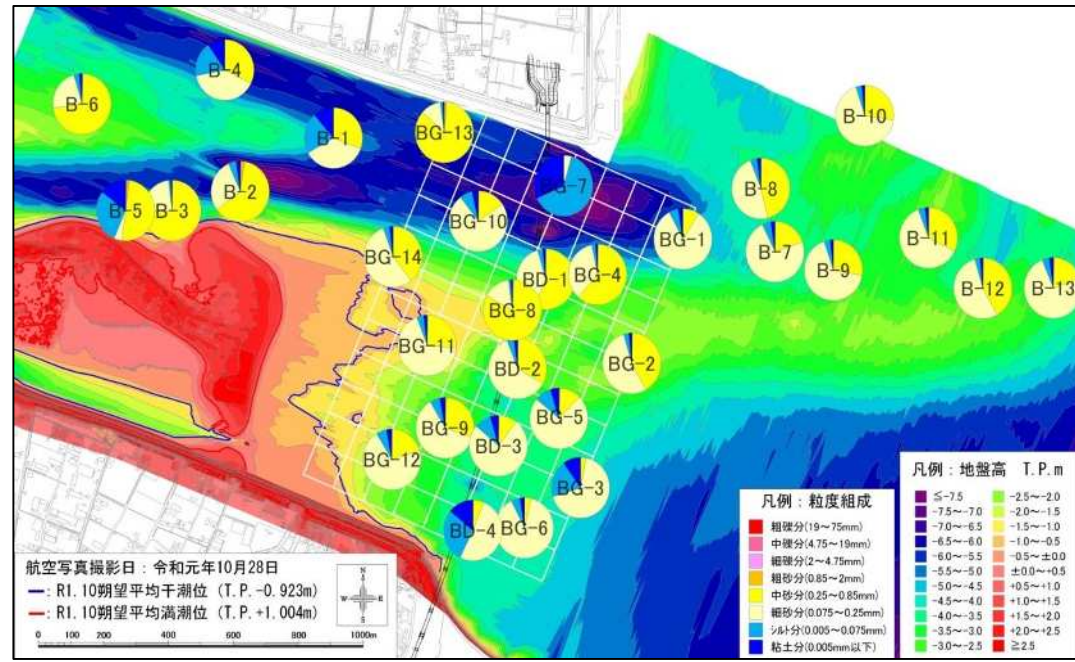 B-4
B-6
B-1
BG-13
B-10
BG-7
B-8
B-2
B-5
B-3
BG-10
BG-1
B-7
B-11
BG-14
BD-1
BG-4
B-9
B-12
B-13
BG-8
BG-11
BD-2
BG-2
BG-5
BG-9
BD-3
BG-12
BG-3
BD-4
BG-6
航空写真撮影日：令和元年10月28日
：R1.10朔望平均干潮位（T.P.-0.923m）
：R1.10朔望平均満潮位（T.P.+1.004m）
0 200 400 600 800 1000m
N
W E
S
凡例：粒度組成
粗礫分(19～75mm)
中礫分(4.75～19mm)
細礫分(2～4.75mm)
粗砂分(0.85～2mm)
中砂分(0.25～0.85mm)
細砂分(0.075～0.25mm)
シルト分(0.005～0.075mm)
粘土分(0.005mm以下)
凡例：地盤高 T.P.m
≦-7.5 -2.5～-2.0
-7.5～-7.0 -2.0～-1.5
-7.0～-6.5 -1.5～-1.0
-6.5～-6.0 -1.0～-0.5
-6.0～-5.5 -0.5～±0.0
-5.5～-5.0 ±0.0～+0.5
-5.0～-4.5 +0.5～+1.0
-4.5～-4.0 +1.0～+1.5
-4.0～-3.5 +1.5～+2.0
-3.5～-3.0 +2.0～+2.5
-3.0～-2.5 ≧2.5